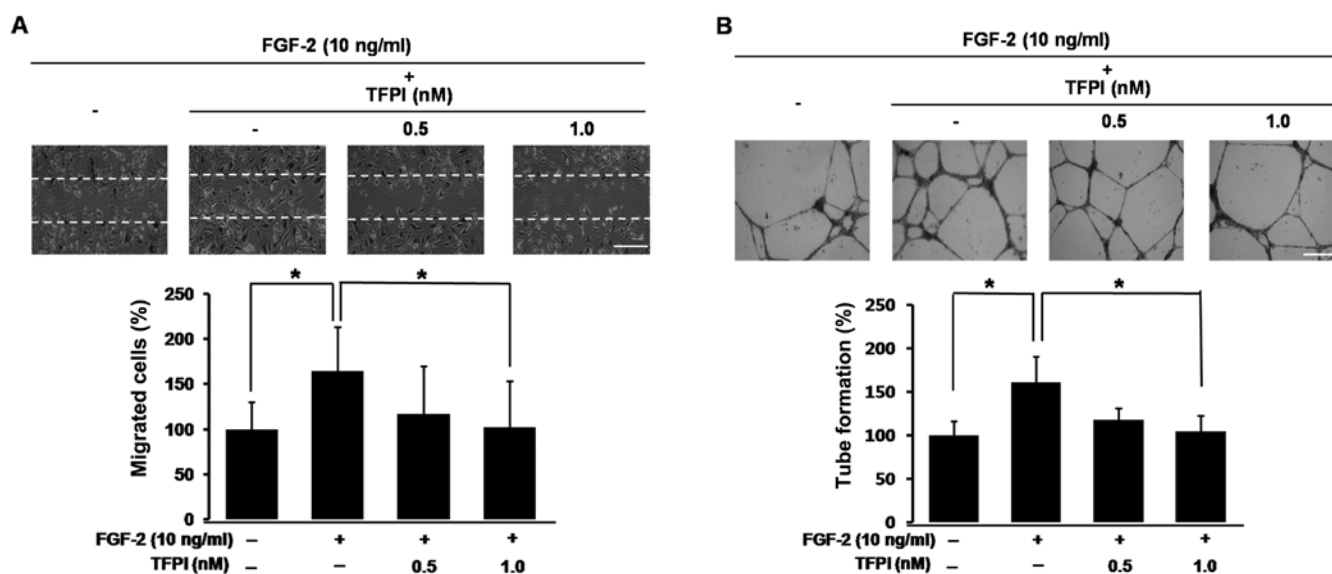 A
FGF-2 (10 ng/ml)
+
TFPI (nM)
- - 0.5 1.0
*
*
Migrated cells (%)
250
200
150
100
50
0
FGF-2 (10 ng/ml) – + + +
TFPI (nM) – – 0.5 1.0
B
FGF-2 (10 ng/ml)
+
TFPI (nM)
- - 0.5 1.0
*
*
Tube formation (%)
250
200
150
100
50
0
FGF-2 (10 ng/ml) – + + +
TFPI (nM) – – 0.5 1.0